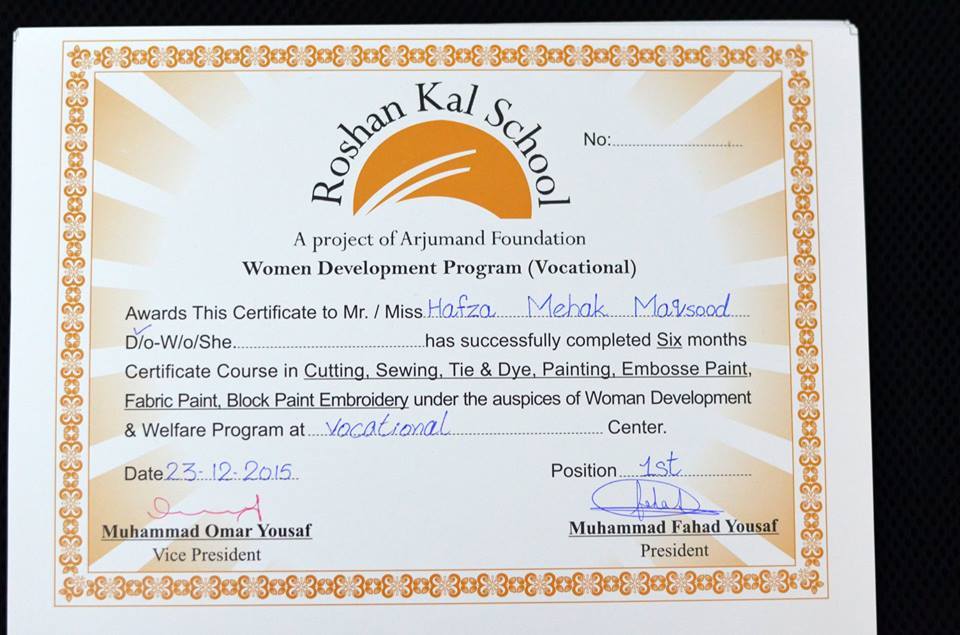 Roshan Kal School
No:
A project of Arjumand Foundation
Women Development Program (Vocational)
Awards This Certificate to Mr. / Miss Hafza Mehak
D/o-W/o/She has successfully completed Six months
Certificate Course in Cutting, Sewing, Tie & Dye, Painting, Embosse Paint,
Fabric Paint, Block Paint Embroidery under the auspices of Woman Development
& Welfare Program at vocational Center.
Date 23-12-2015
Position 1st
Fahad
Muhammad Omar Yousaf
Muhammad Fahad Yousaf
Vice President
President